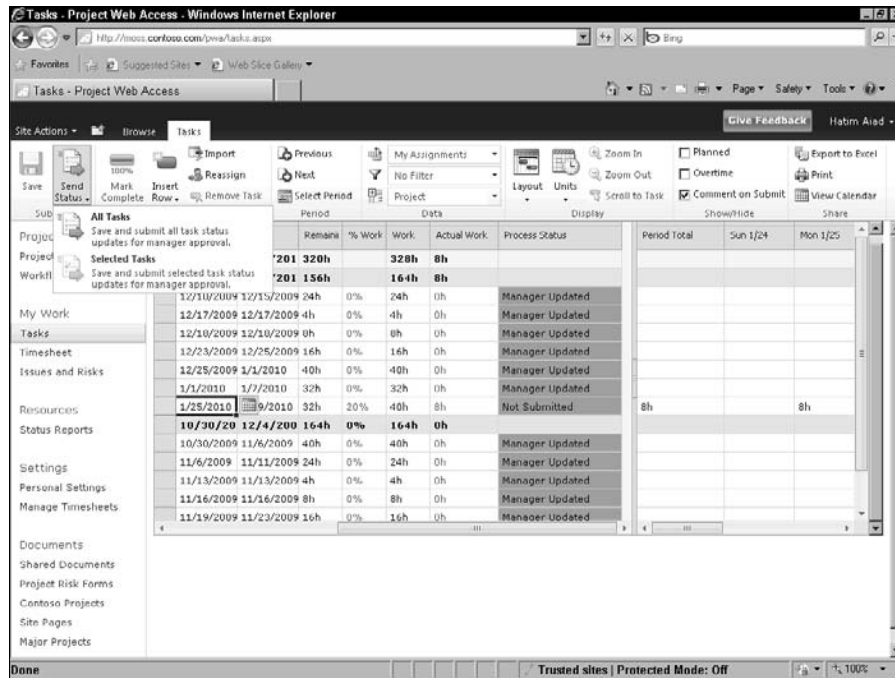 Tasks - Project Web Access - Windows Internet Explorer
http://moss.contoso.com/pwa/tasks.aspx
Bing
Favorites Suggested Sites Web Slice Gallery
Tasks - Project Web Access
Page Safety Tools
Give Feedback Hatim Aiad
Site Actions Browse Tasks
Save
Send Status
100%
Mark Complete
Insert Row
Import
Reassign
Remove Task
Previous
Next
Select Period
Period
My Assignments
No Filter
Project
Data
Layout
Units
Zoom In
Zoom Out
Scroll to Task
Display
Planned
Overtime
Comment on Submit
Show/Hide
Export to Excel
Print
View Calendar
Share
Sub
All Tasks
Save and submit all task status updates for manager approval.
Selected Tasks
Save and submit selected task status updates for manager approval.
Projec
Project
Workfl
My Work
Tasks
Timesheet
Issues and Risks
Resources
Status Reports
Settings
Personal Settings
Manage Timesheets
Documents
Shared Documents
Project Risk Forms
Contoso Projects
Site Pages
Major Projects
Remaini % Work Work Actual Work Process Status Period Total Sun 1/24 Mon 1/25
'201 320h 328h 8h
'201 156h 164h 8h
12/10/2009 12/15/2009 24h 0% 24h 0h Manager Updated
12/17/2009 12/17/2009 4h 0% 4h 0h Manager Updated
12/18/2009 12/18/2009 8h 0% 8h 0h Manager Updated
12/23/2009 12/25/2009 16h 0% 16h 0h Manager Updated
12/25/2009 1/1/2010 40h 0% 40h 0h Manager Updated
1/1/2010 1/7/2010 32h 0% 32h 0h Manager Updated
1/25/2010 9/2010 32h 20% 40h 8h Not Submitted 8h 8h
10/30/20 12/4/200 164h 0% 164h 0h
10/30/2009 11/6/2009 40h 0% 40h 0h Manager Updated
11/6/2009 11/11/2009 24h 0% 24h 0h Manager Updated
11/13/2009 11/13/2009 4h 0% 4h 0h Manager Updated
11/16/2009 11/16/2009 8h 0% 8h 0h Manager Updated
11/19/2009 11/23/2009 16h 0% 16h 0h Manager Updated
Done Trusted sites | Protected Mode: Off 100%